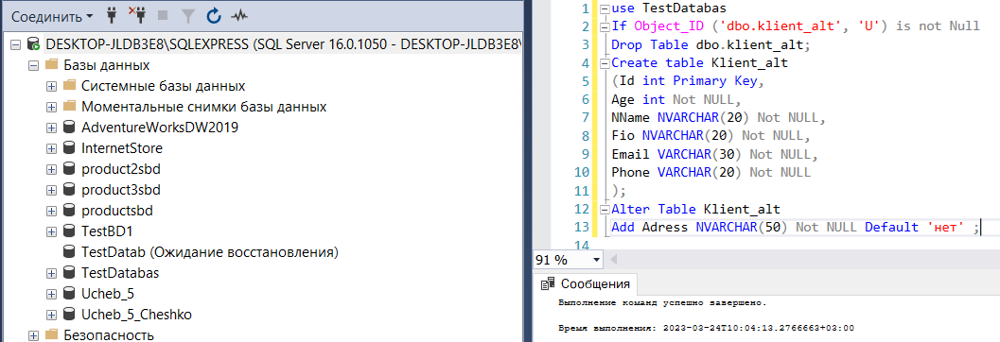 Соединить
DESKTOP-JLDB3E8\SQLEXPRESS (SQL Server 16.0.1050 - DESKTOP-JLDB3E8\
Базы данных
Системные базы данных
Моментальные снимки базы данных
AdventureWorksDW2019
InternetStore
product2sbd
product3sbd
productsbd
TestBD1
TestDatab (Ожидание восстановления)
TestDatabas
Ucheb_5
Ucheb_5_Cheshko
Безопасность
1 use TestDatabas
2 If Object_ID ('dbo.klient_alt', 'U') is not Null
3 Drop Table dbo.klient_alt;
4 Create table Klient_alt
5 (Id int Primary Key,
6 Age int Not NULL,
7 NName NVARCHAR(20) Not NULL,
8 Fio NVARCHAR(20) Not NULL,
9 Email VARCHAR(30) Not NULL,
10 Phone VARCHAR(20) Not NULL
11 );
12 Alter Table Klient_alt
13 Add Adress NVARCHAR(50) Not NULL Default 'нет' ;
14
91 %
Сообщения
Выполнение команд успешно завершено.
Время выполнения: 2023-03-24T10:04:13.2766663+03:00